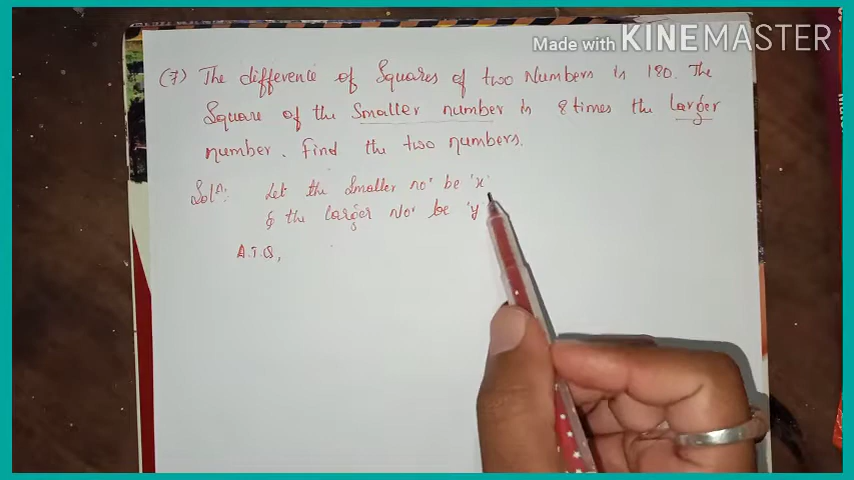 Made with KINEMASTER
(7) The difference of Squares of two Numbers is 180. The
Square of the Smaller number is 8 times the larger
number. Find the two numbers.
Solⁿ: Let the Smaller no· be 'x'
& the larger No· be 'y
A.T.Q,